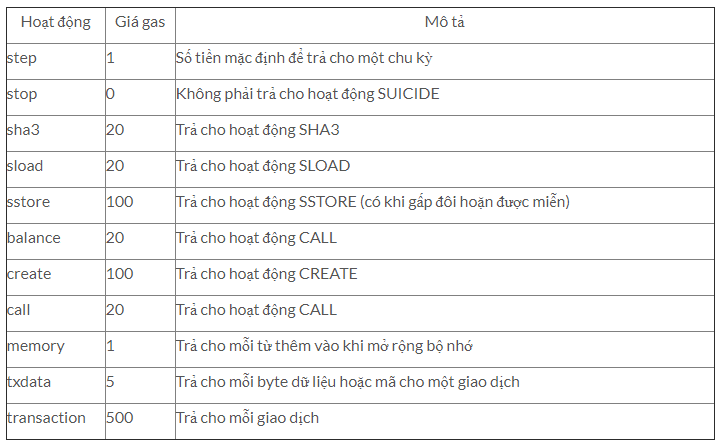 Hoạt động Giá gas Mô tả
step 1 Số tiền mặc định để trả cho một chu kỳ
stop 0 Không phải trả cho hoạt động SUICIDE
sha3 20 Trả cho hoạt động SHA3
sload 20 Trả cho hoạt động SLOAD
sstore 100 Trả cho hoạt động SSTORE (có khi gấp đôi hoặn được miễn)
balance 20 Trả cho hoạt động CALL
create 100 Trả cho hoạt động CREATE
call 20 Trả cho hoạt động CALL
memory 1 Trả cho mỗi từ thêm vào khi mở rộng bộ nhớ
txdata 5 Trả cho mỗi byte dữ liệu hoặc mã cho một giao dịch
transaction 500 Trả cho mỗi giao dịch